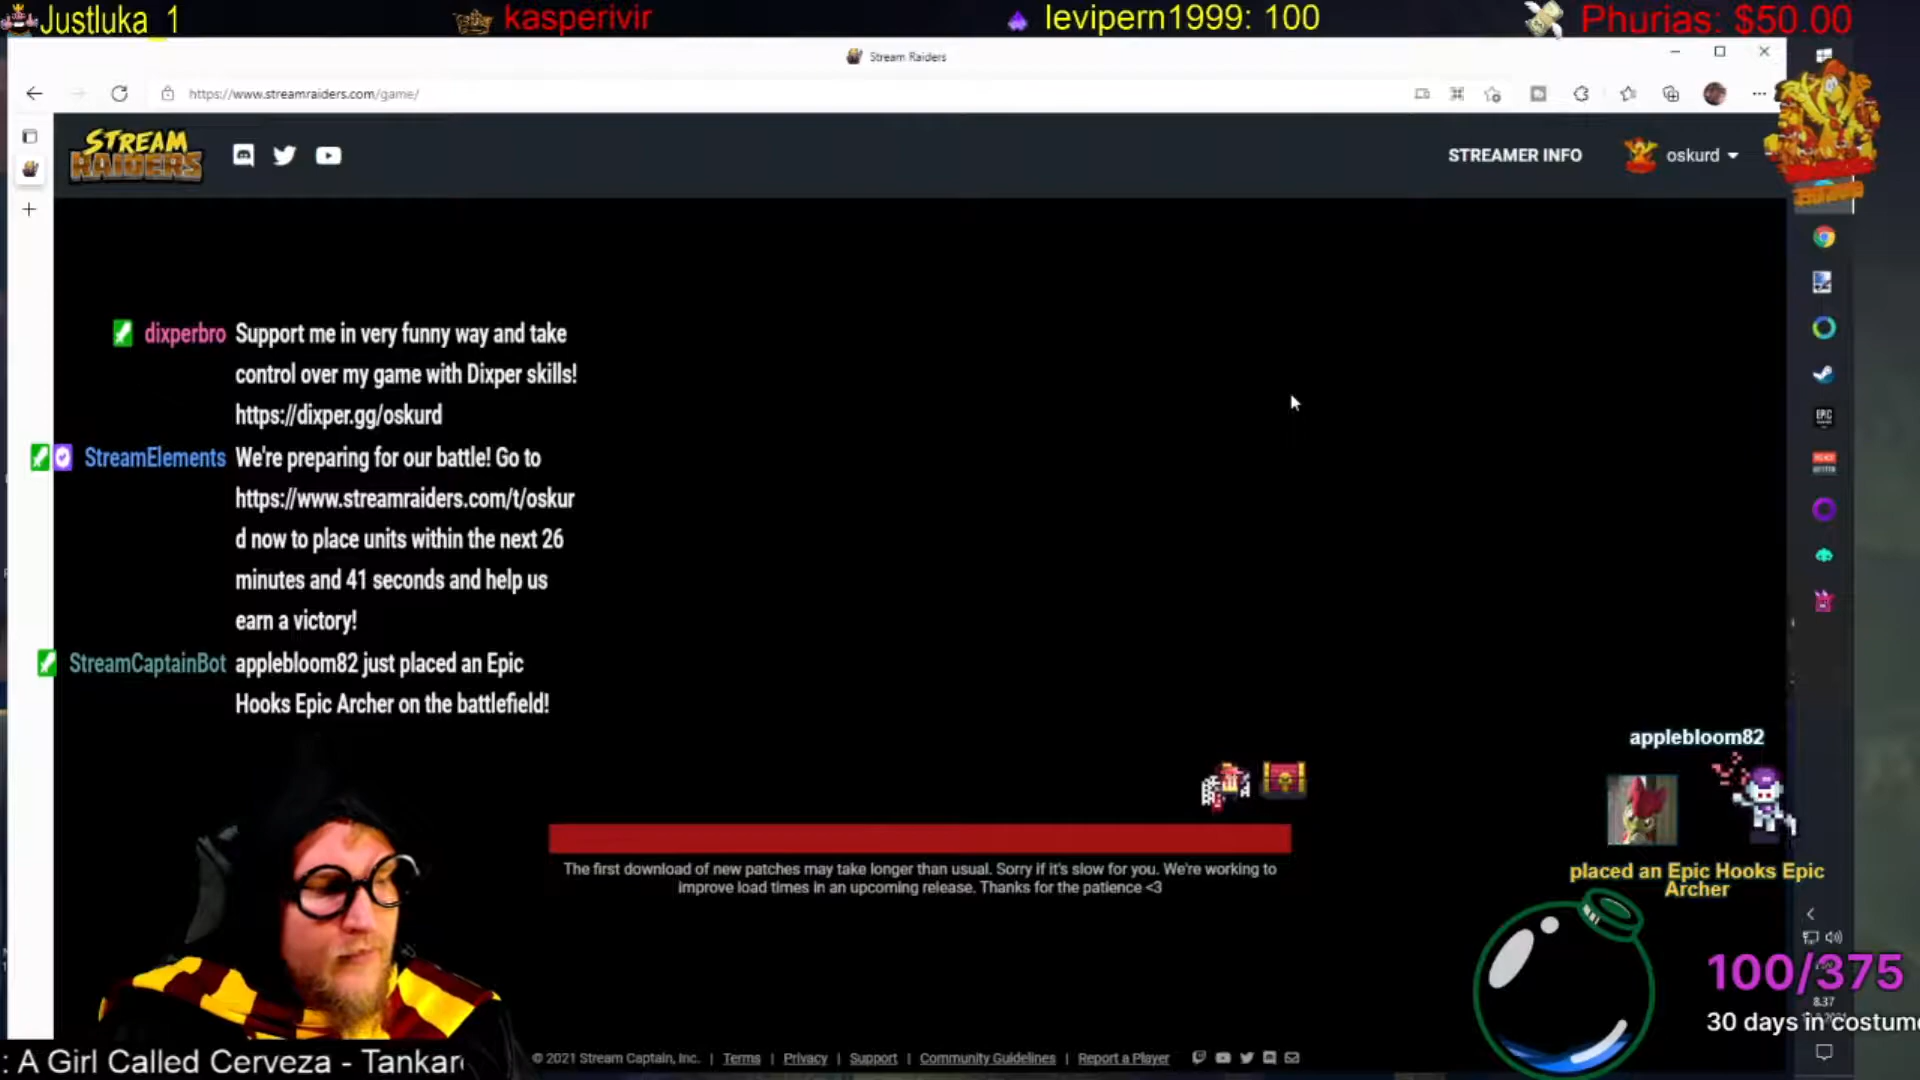 Justluka 1
kasperivir
levipern1999: 100
Phurias: $50.00
Stream Raiders
https://www.streamraiders.com/game/
STREAM
RAIDERS
STREAMER INFO
oskurd
dixperbro Support me in very funny way and take
control over my game with Dixper skills!
https://dixper.gg/oskurd
StreamElements We're preparing for our battle! Go to
https://www.streamraiders.com/t/oskur
d now to place units within the next 26
minutes and 41 seconds and help us
earn a victory!
StreamCaptainBot applebloom82 just placed an Epic
Hooks Epic Archer on the battlefield!
applebloom82
placed an Epic Hooks Epic
Archer
The first download of new patches may take longer than usual. Sorry if it's slow for you. We're working to
improve load times in an upcoming release. Thanks for the patience <3
EPIC
100/375
8.37
30 days in costume
: A Girl Called Cerveza - Tankar
© 2021 Stream Captain, Inc. | Terms | Privacy | Support | Community Guidelines | Report a Player